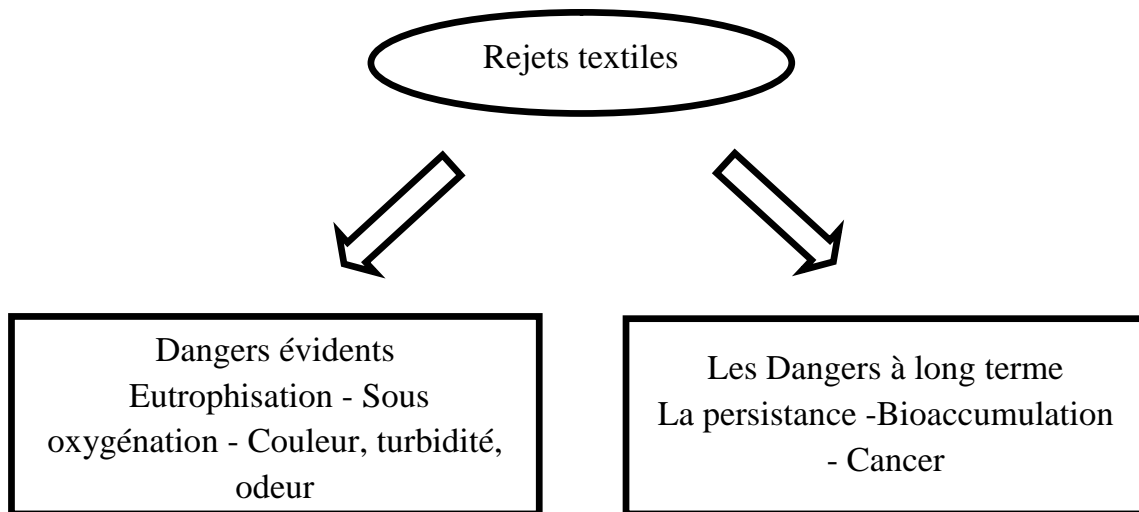 Rejets textiles
Dangers évidents
Eutrophisation - Sous
oxygénation - Couleur, turbidité,
odeur
Les Dangers à long terme
La persistance -Bioaccumulation
- Cancer